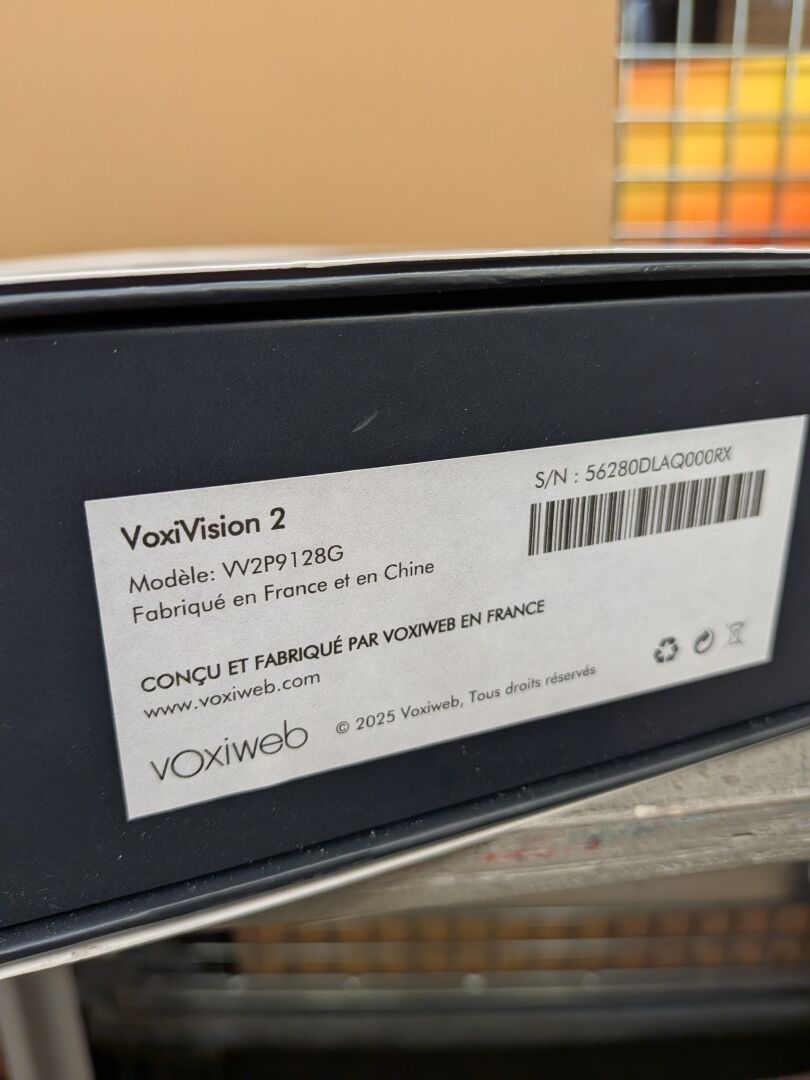 S/N : 56280DLAQ000RX
VoxiVision 2
Modèle: VV2P9128G
Fabriqué en France et en Chine
CONÇU ET FABRIQUÉ PAR VOXIWEB EN FRANCE
www.voxiweb.com
voxiweb
© 2025 Voxiweb, Tous droits réservés